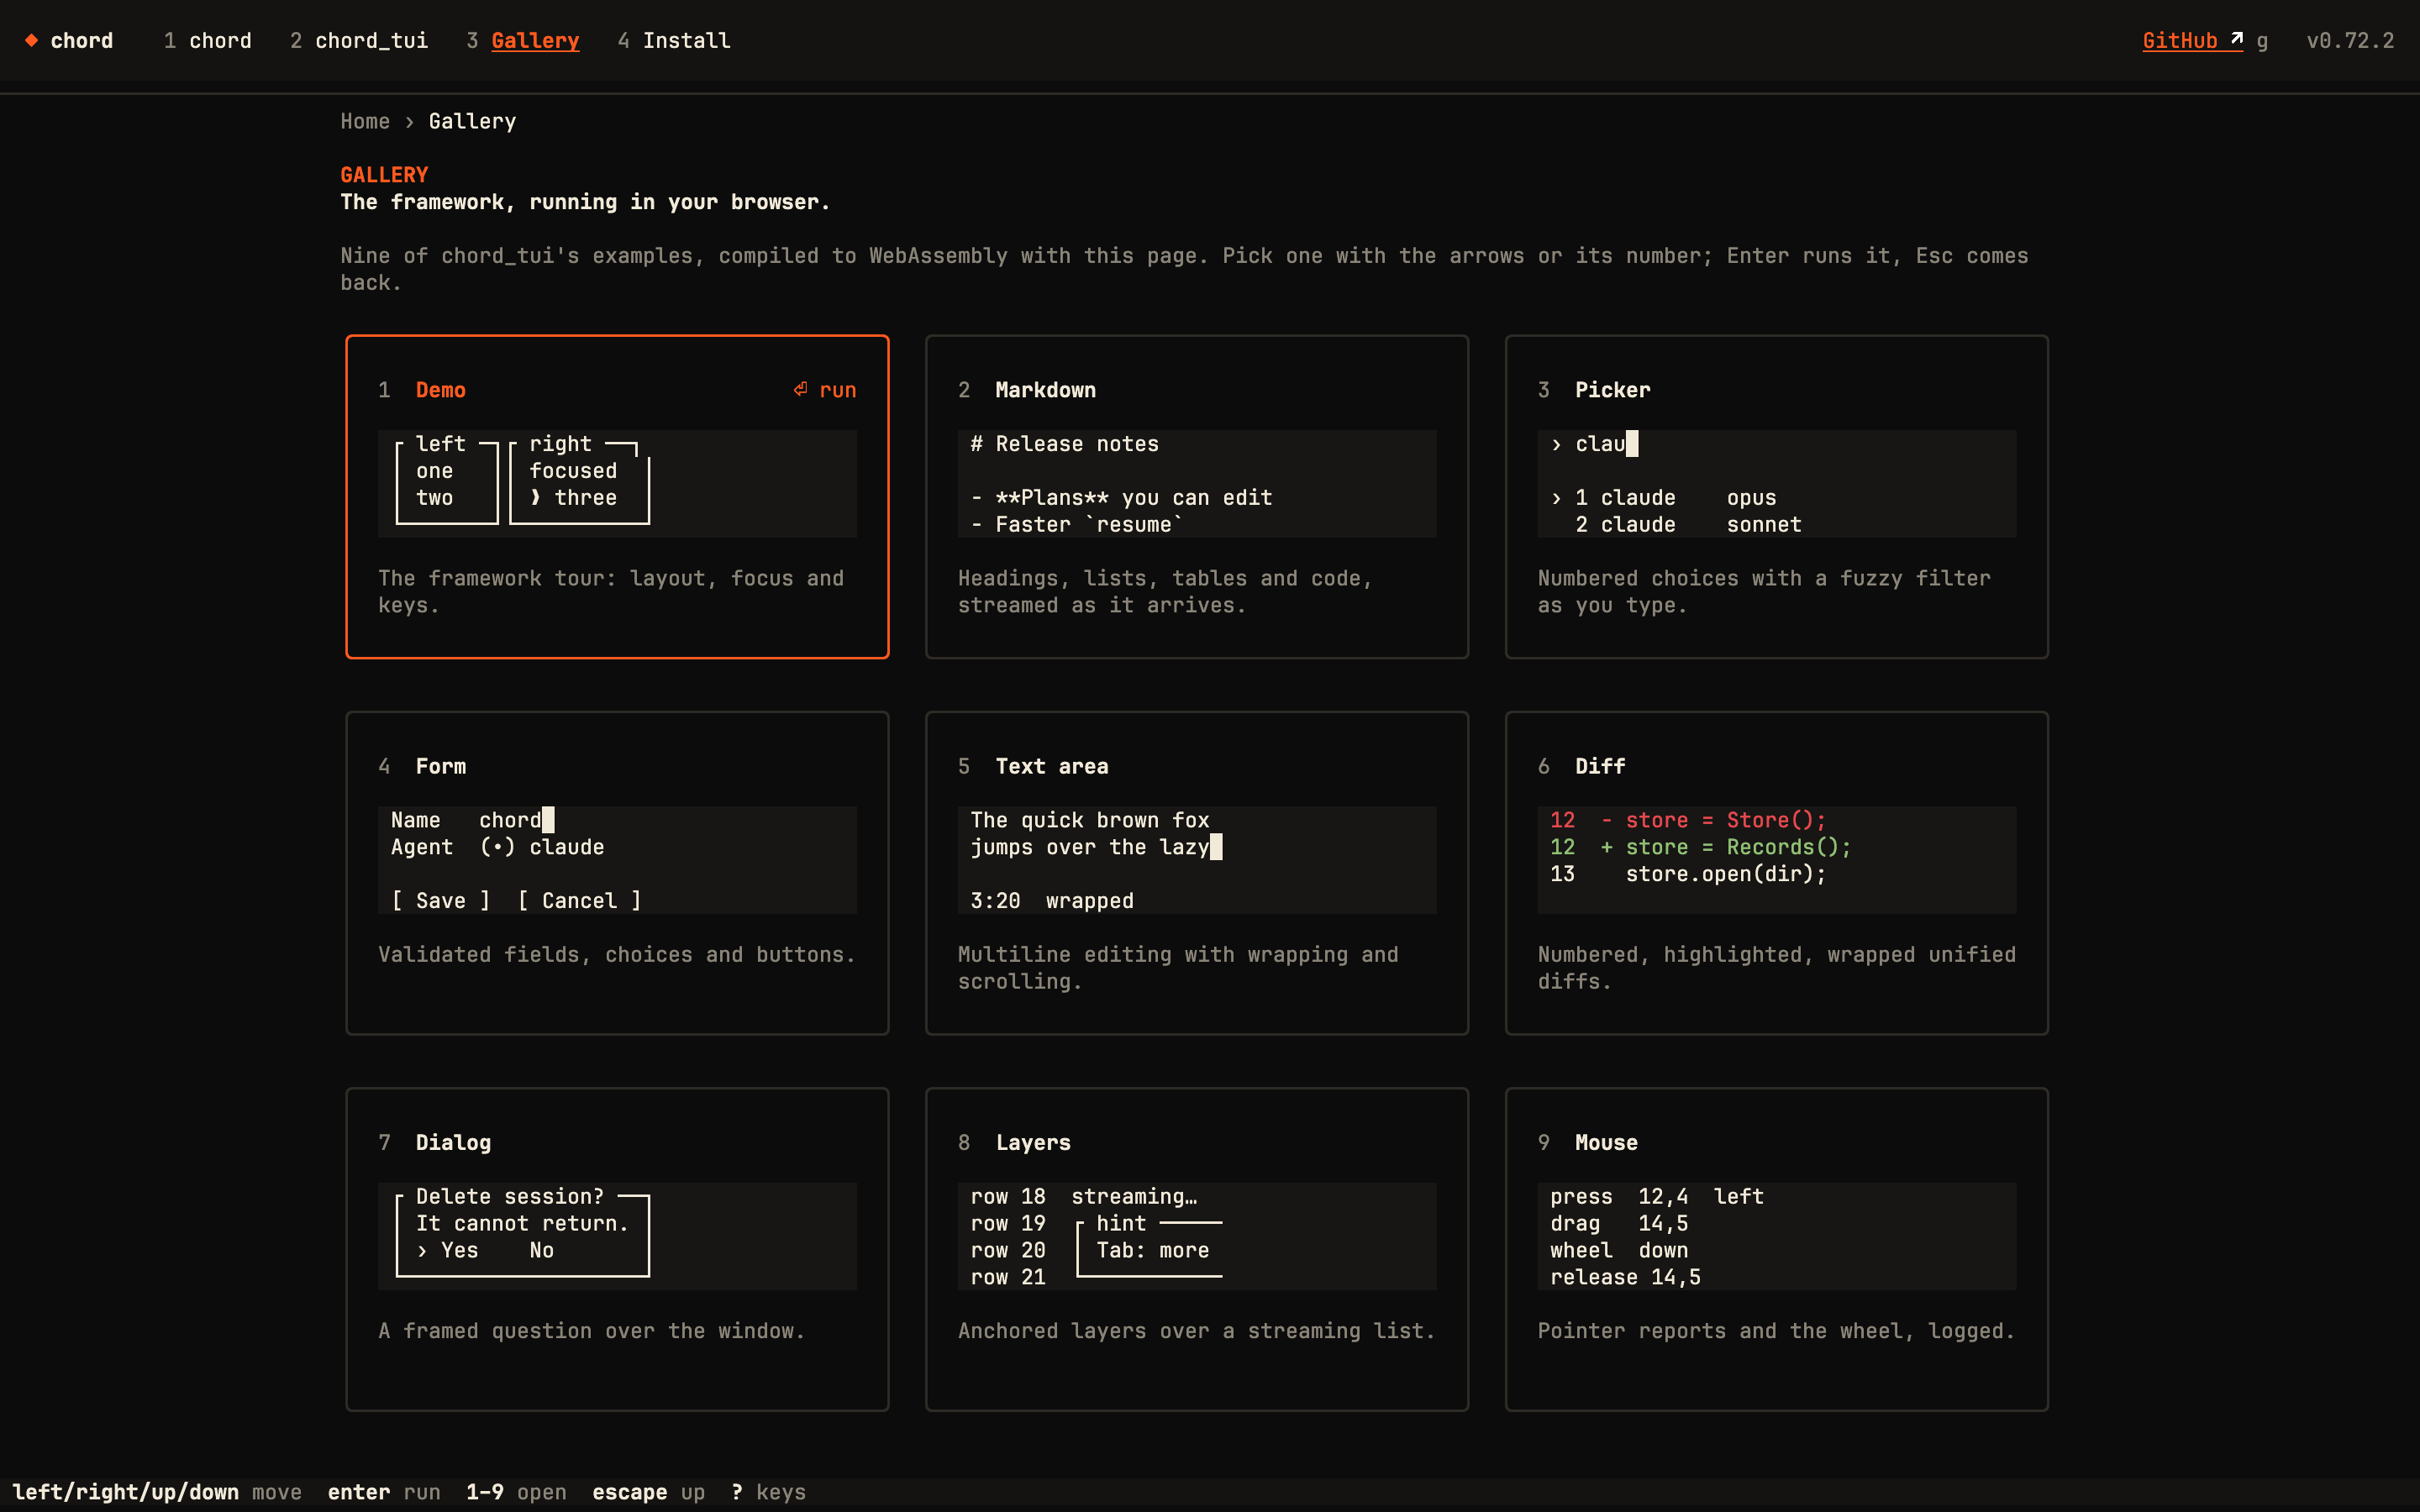 ◆ chord 1 chord 2 chord_tui 3 Gallery 4 Install GitHub ↗ g v0.72.2
Home › Gallery
GALLERY
The framework, running in your browser.
Nine of chord_tui's examples, compiled to WebAssembly with this page. Pick one with the arrows or its number; Enter runs it, Esc comes
back.
1 Demo ⏎ run
left right
one focused
two ❯ three
The framework tour: layout, focus and
keys.
2 Markdown
# Release notes
- **Plans** you can edit
- Faster `resume`
Headings, lists, tables and code,
streamed as it arrives.
3 Picker
› clau
› 1 claude opus
2 claude sonnet
Numbered choices with a fuzzy filter
as you type.
4 Form
Name chord
Agent (•) claude
[ Save ] [ Cancel ]
Validated fields, choices and buttons.
5 Text area
The quick brown fox
jumps over the lazy
3:20 wrapped
Multiline editing with wrapping and
scrolling.
6 Diff
12 - store = Store();
12 + store = Records();
13 store.open(dir);
Numbered, highlighted, wrapped unified
diffs.
7 Dialog
Delete session?
It cannot return.
› Yes No
A framed question over the window.
8 Layers
row 18 streaming…
row 19 hint
row 20 Tab: more
row 21
Anchored layers over a streaming list.
9 Mouse
press 12,4 left
drag 14,5
wheel down
release 14,5
Pointer reports and the wheel, logged.
left/right/up/down move enter run 1-9 open escape up ? keys